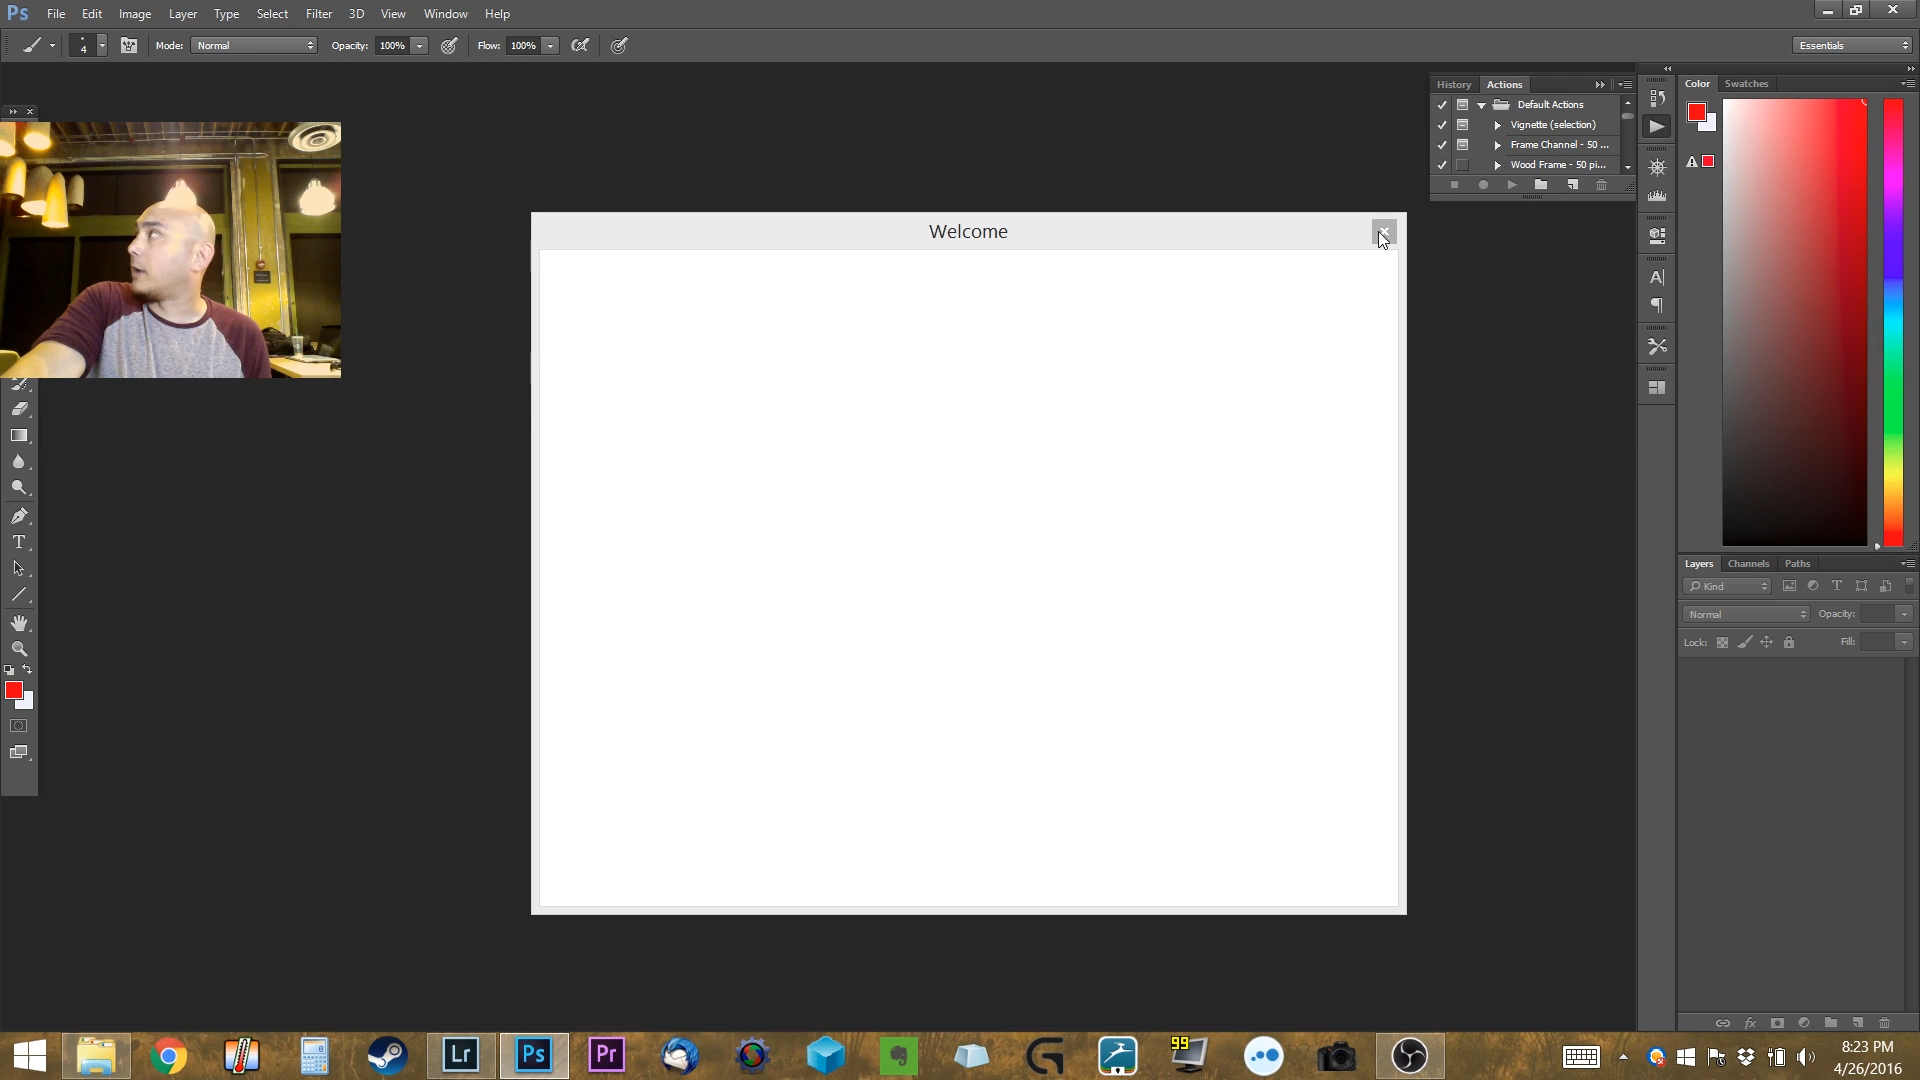 Ps File Edit Image Layer Type Select Filter 3D View Window Help
4 Mode: Normal Opacity: 100% Flow: 100% Essentials
History Actions
Default Actions
Vignette (selection)
Frame Channel - 50 ...
Wood Frame - 50 pi...
Color Swatches
Welcome
Layers Channels Paths
Kind
Normal Opacity:
Lock: Fill:
Lr Ps Pr 99
8:23 PM
4/26/2016